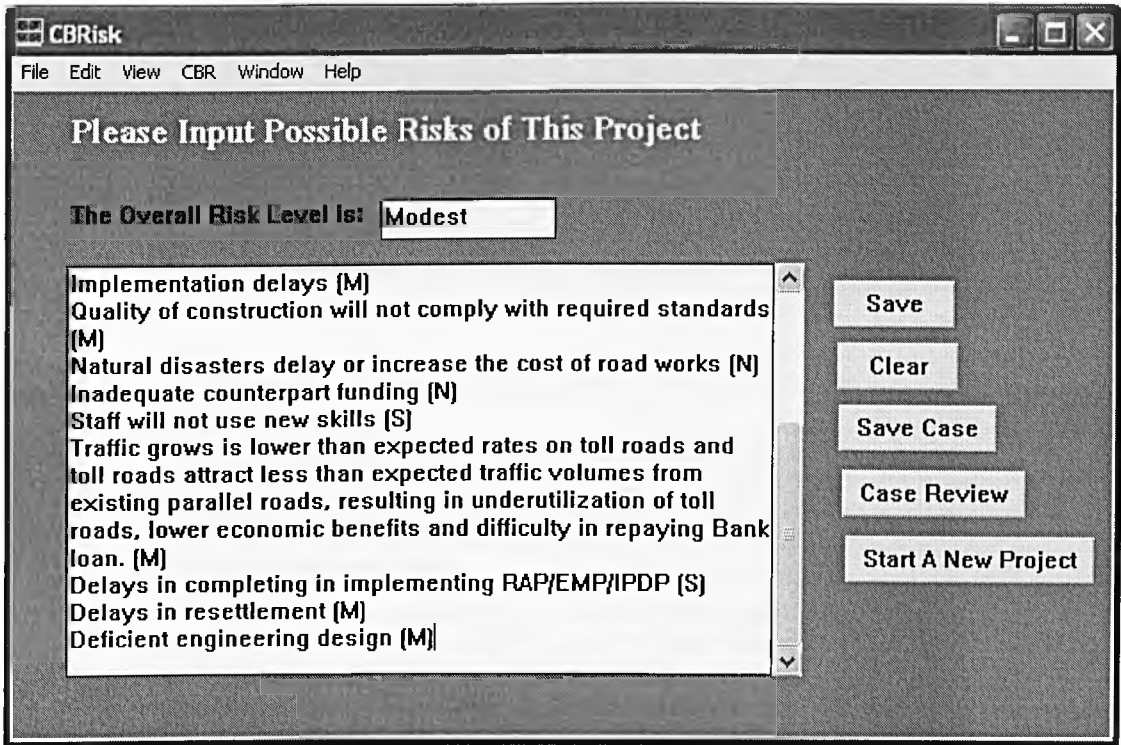 CBRisk
File Edit View CBR Window Help
Please Input Possible Risks of This Project
The Overall Risk Level Is: Modest
Implementation delays (M)
Quality of construction will not comply with required standards
(M)
Natural disasters delay or increase the cost of road works (N)
Inadequate counterpart funding (N)
Staff will not use new skills (S)
Traffic grows is lower than expected rates on toll roads and
toll roads attract less than expected traffic volumes from
existing parallel roads, resulting in underutilization of toll
roads, lower economic benefits and difficulty in repaying Bank
loan. (M)
Delays in completing in implementing RAP/EMP/IPDP (S)
Delays in resettlement (M)
Deficient engineering design (M)
Save
Clear
Save Case
Case Review
Start A New Project